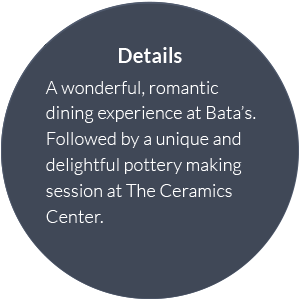 Details
A wonderful, romantic
dining experience at Bata’s.
Followed by a unique and
delightful pottery making
session at The Ceramics
Center.